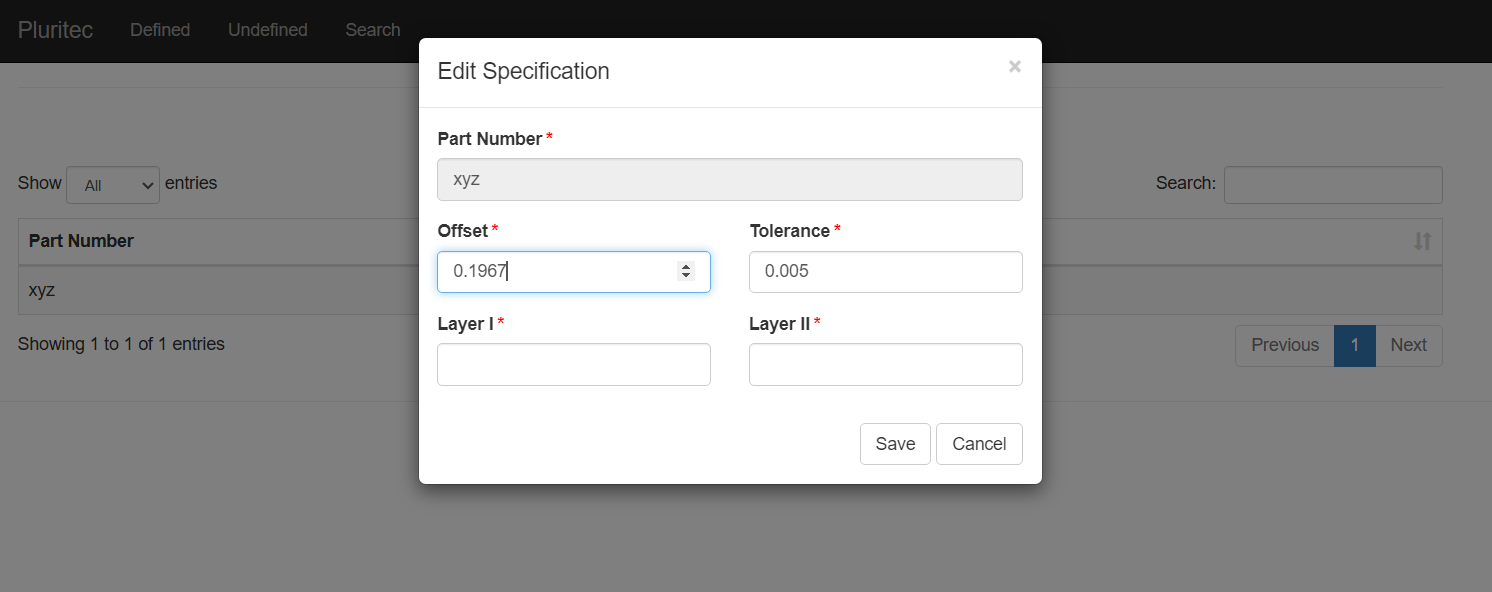 Pluritec Defined Undefined Search
Edit Specification ×
Part Number *
xyz
Offset * Tolerance *
0.1967 0.005
Layer I * Layer II *
Save Cancel
Show All entries Search:
Part Number
xyz
Showing 1 to 1 of 1 entries Previous 1 Next